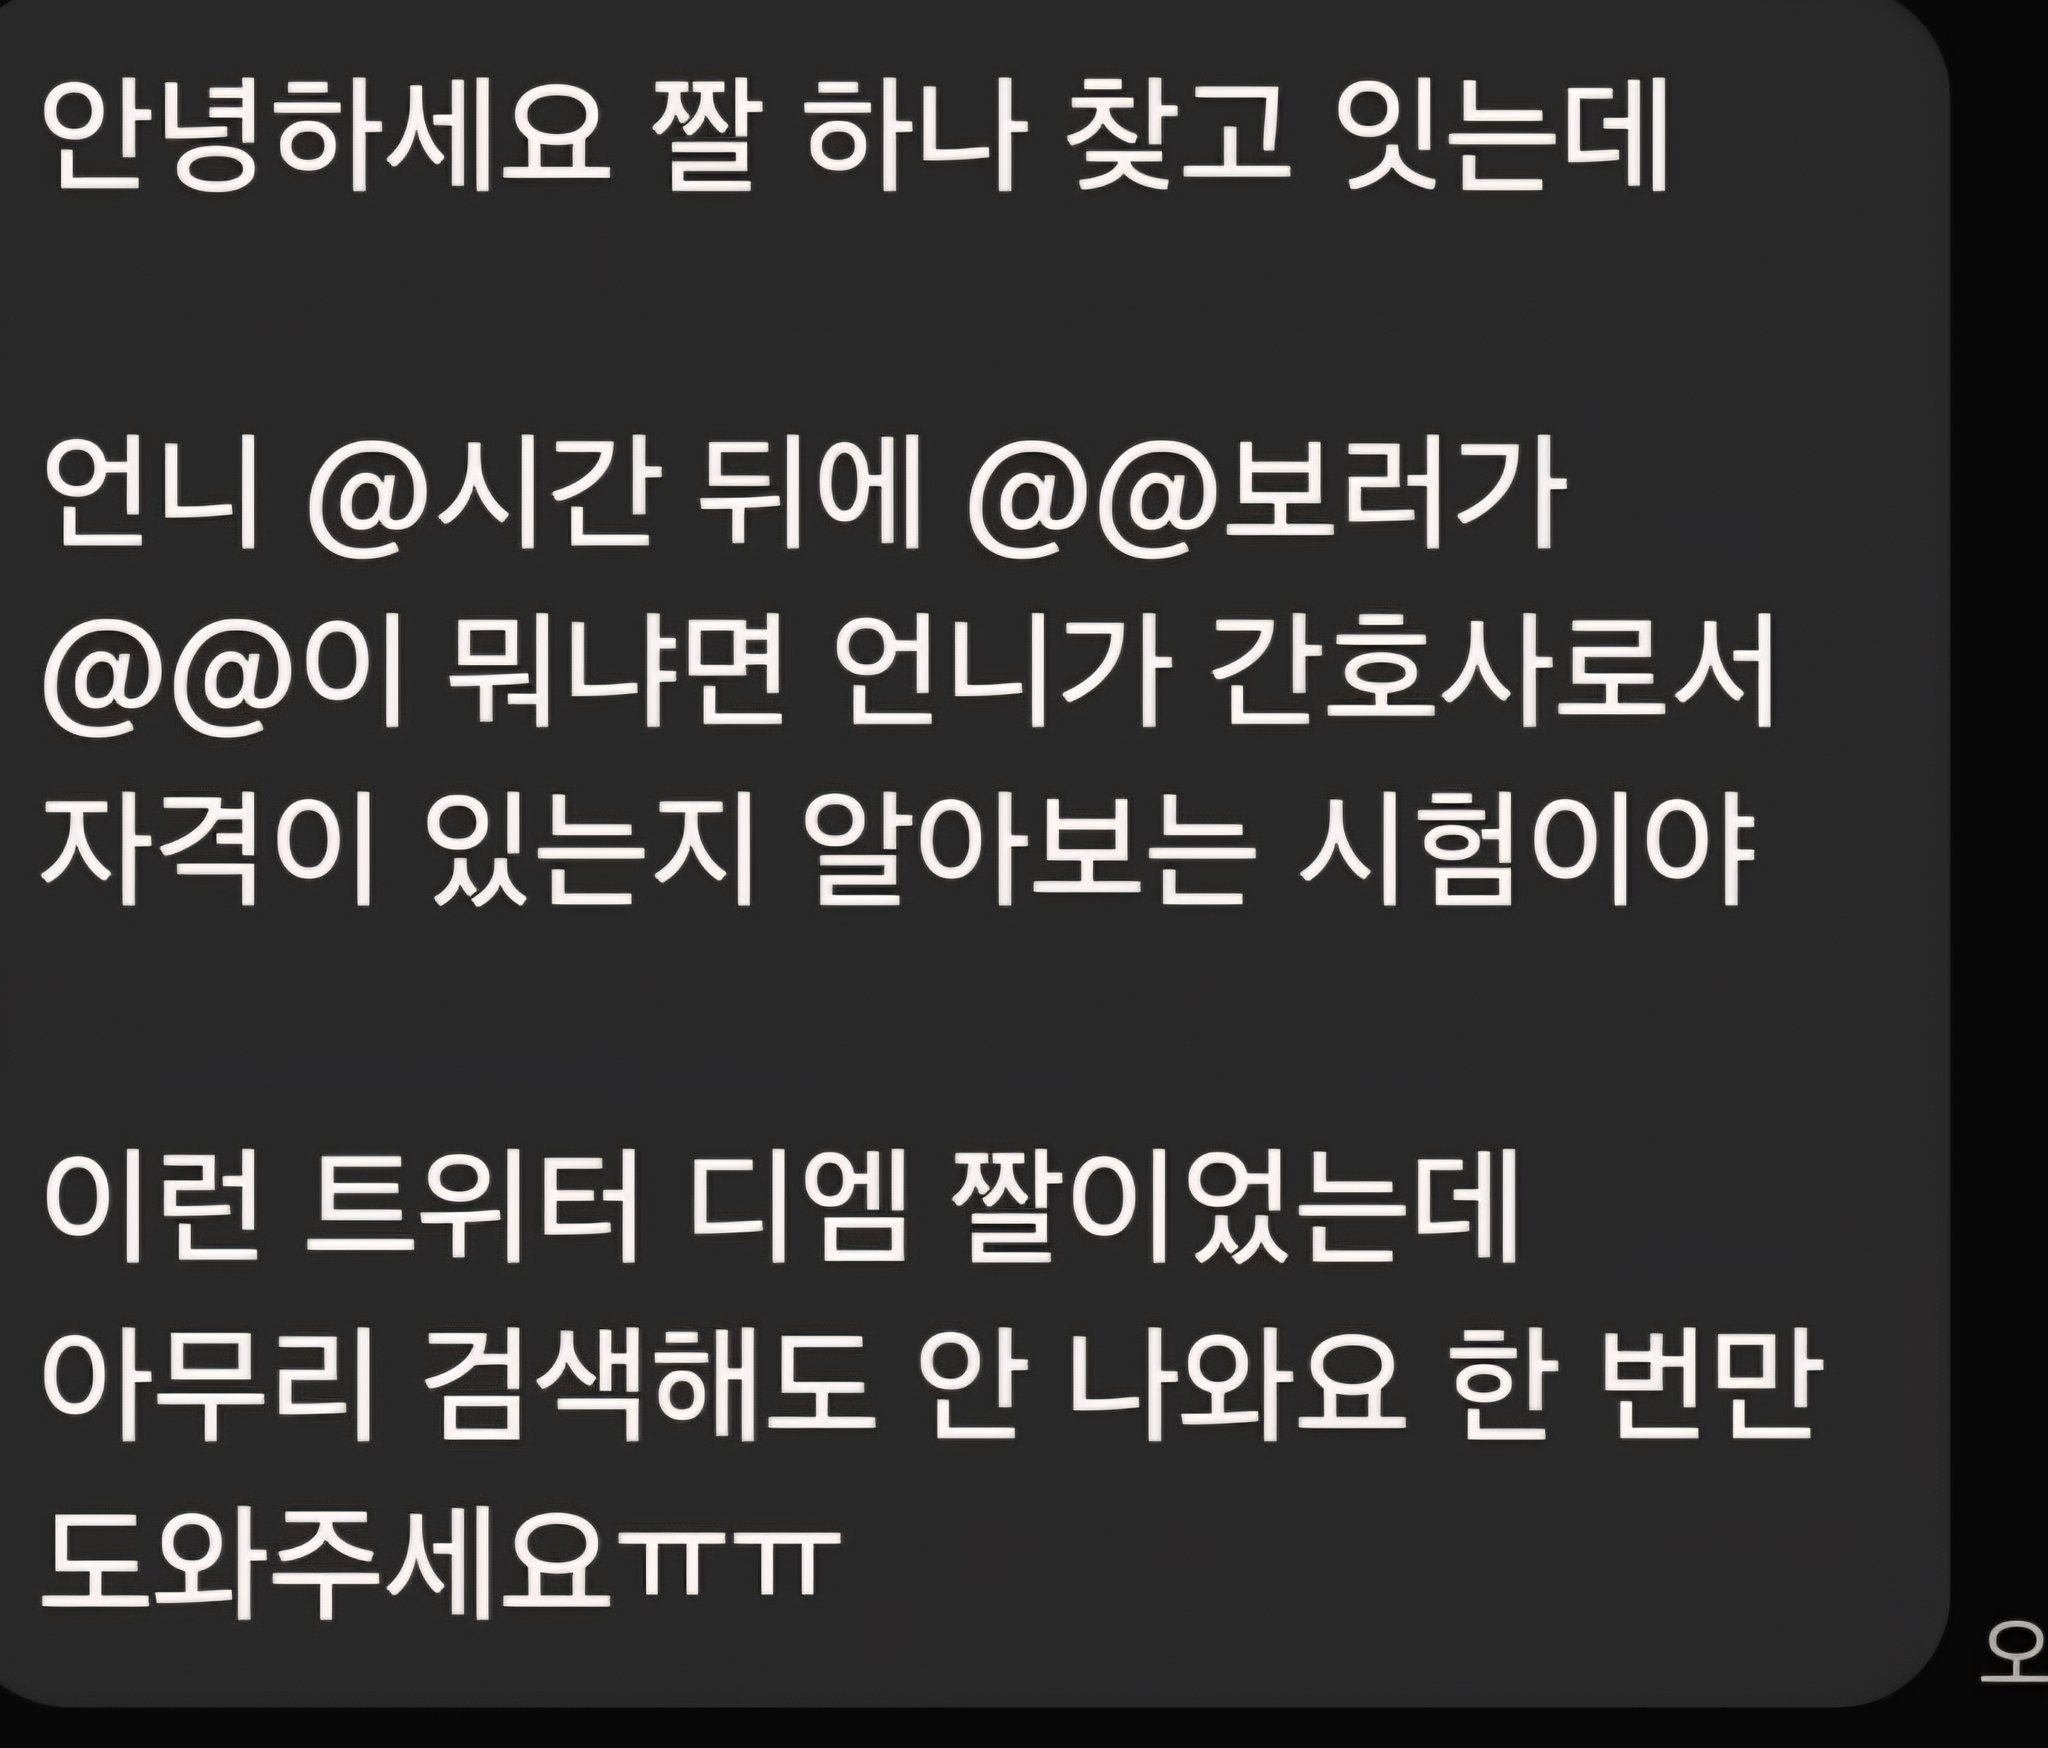 안녕하세요 짤 하나 찾고 잇는데
언니 @시간 뒤에 @@보러가
@@이 뭐냐면 언니가 간호사로서
자격이 있는지 알아보는 시험이야
이런 트위터 디엠 짤이었는데
아무리 검색해도 안 나와요 한 번만
도와주세요ㅠㅠ
오